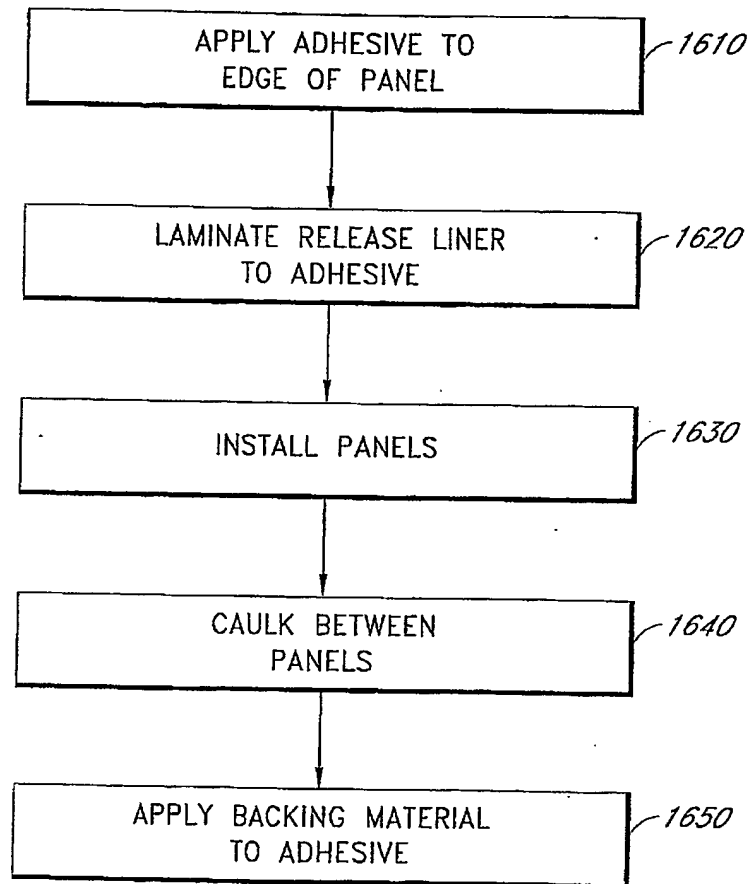 APPLY ADHESIVE TO
EDGE OF PANEL
1610
LAMINATE RELEASE LINER
TO ADHESIVE
1620
INSTALL PANELS
1630
CAULK BETWEEN
PANELS
1640
APPLY BACKING MATERIAL
TO ADHESIVE
1650